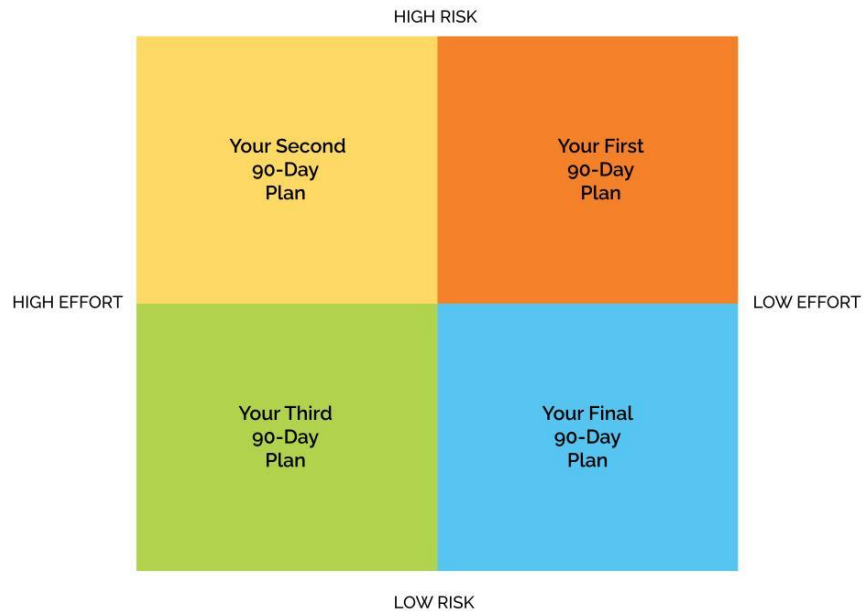 HIGH RISK
Your Second
90-Day
Plan
Your First
90-Day
Plan
HIGH EFFORT
LOW EFFORT
Your Third
90-Day
Plan
Your Final
90-Day
Plan
LOW RISK